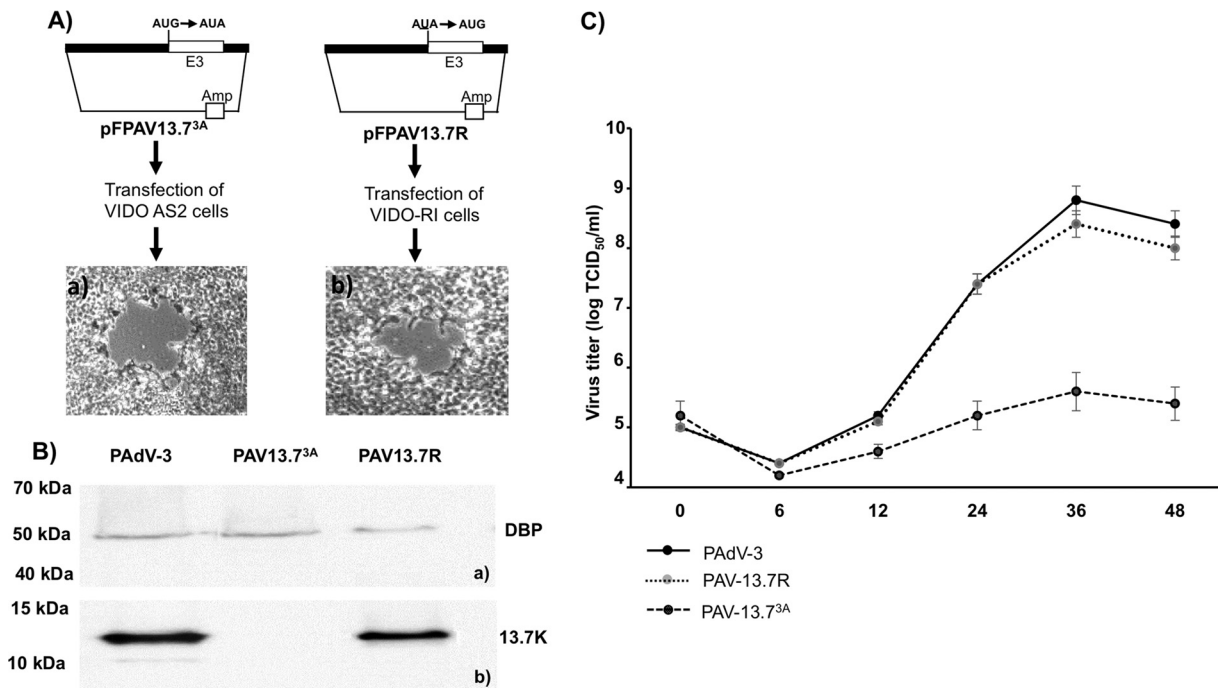 A)
AUG→AUA
E3
Amp
pFPAV13.7³ᴬ
Transfection of
VIDO AS2 cells
a)
AUA→AUG
E3
Amp
pFPAV13.7R
Transfection of
VIDO-RI cells
b)
B)
PAdV-3 PAV13.7³ᴬ PAV13.7R
70 kDa
50 kDa
DBP
40 kDa
a)
15 kDa
13.7K
10 kDa
b)
C)
Virus titer (log TCID₅₀/ml)
10
9
8
7
6
5
4
0 6 12 24 36 48
PAdV-3
PAV-13.7R
PAV-13.7³ᴬ